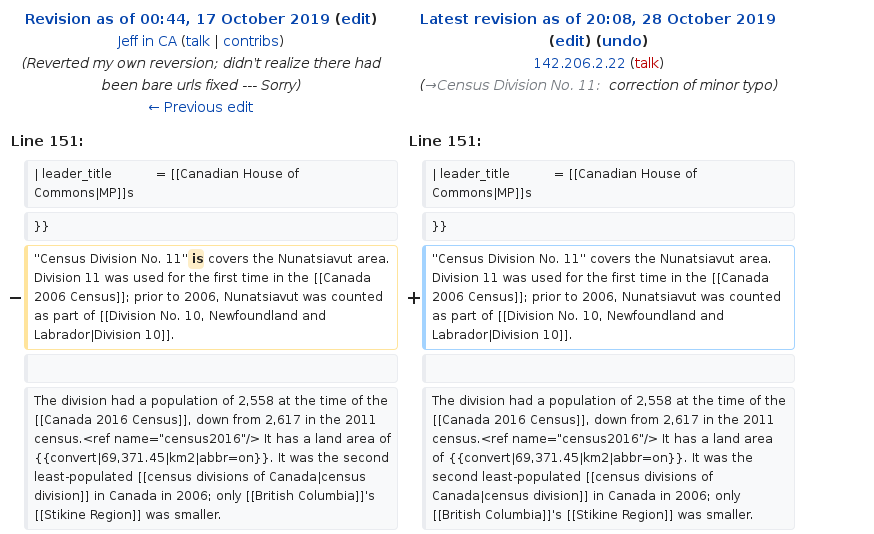 Revision as of 00:44, 17 October 2019 (edit)
Jeff in CA (talk | contribs)
(Reverted my own reversion; didn't realize there had
been bare urls fixed --- Sorry)
← Previous edit
Latest revision as of 20:08, 28 October 2019
(edit) (undo)
142.206.2.22 (talk)
(→Census Division No. 11: correction of minor typo)
Line 151:
| leader_title = [[Canadian House of
Commons|MP]]s
}}
− "Census Division No. 11" is covers the Nunatsiavut area.
Division 11 was used for the first time in the [[Canada
2006 Census]]; prior to 2006, Nunatsiavut was counted
as part of [[Division No. 10, Newfoundland and
Labrador|Division 10]].
The division had a population of 2,558 at the time of the
[[Canada 2016 Census]], down from 2,617 in the 2011
census.<ref name="census2016"/> It has a land area of
{{convert|69,371.45|km2|abbr=on}}. It was the second
least-populated [[census divisions of Canada|census
division]] in Canada in 2006; only [[British Columbia]]'s
[[Stikine Region]] was smaller.
Line 151:
| leader_title = [[Canadian House of
Commons|MP]]s
}}
+ "Census Division No. 11" covers the Nunatsiavut area.
Division 11 was used for the first time in the [[Canada
2006 Census]]; prior to 2006, Nunatsiavut was counted
as part of [[Division No. 10, Newfoundland and
Labrador|Division 10]].
The division had a population of 2,558 at the time of the
[[Canada 2016 Census]], down from 2,617 in the 2011
census.<ref name="census2016"/> It has a land area
of {{convert|69,371.45|km2|abbr=on}}. It was the
second least-populated [[census divisions of
Canada|census division]] in Canada in 2006; only
[[British Columbia]]'s [[Stikine Region]] was smaller.